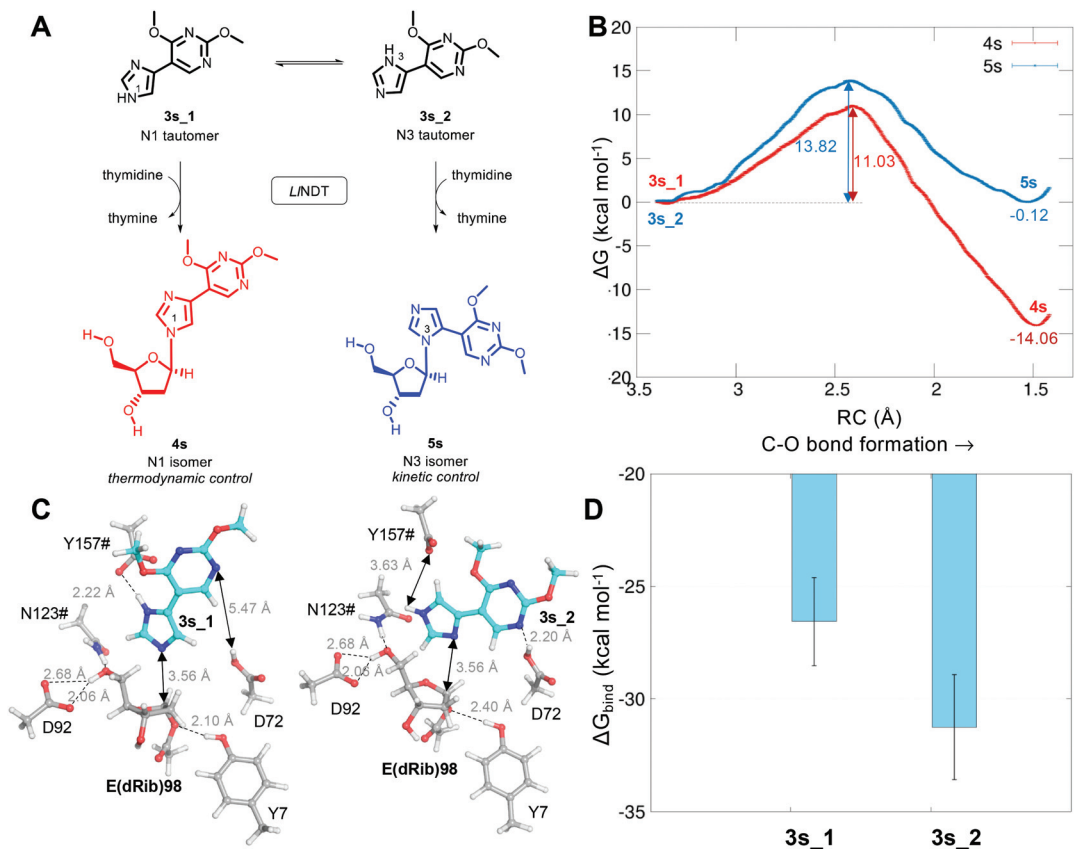 A
O
O
N
N
N
1
HN
3s_1
N1 tautomer
O
O
H
N
3
N
N
N
3s_2
N3 tautomer
thymidine
thymine
LlNDT
thymidine
thymine
O
O
N
N
N
1
N
H
O
O
H
O
H
4s
N1 isomer
thermodynamic control
N
3
N
O
N
N
O
H
O
O
H
O
H
5s
N3 isomer
kinetic control
B
4s
5s
20
15
10
5
0
-5
-10
-15
-20
ΔG (kcal mol-1)
13.82
11.03
3s_1
3s_2
5s
-0.12
4s
-14.06
3
2.5
2
1.5
RC (Å)
C-O bond formation →
C
Y157#
2.22 Å
N123#
3s_1
5.47 Å
2.68 Å
2.06 Å
3.56 Å
D92
D72
2.10 Å
E(dRib)98
Y7
Y157#
3.63 Å
N123#
3s_2
2.20 Å
2.68 Å
2.06 Å
3.56 Å
D92
D72
2.40 Å
E(dRib)98
Y7
D
-20
-25
-30
-35
ΔGbind (kcal mol-1)
3s_1
3s_2